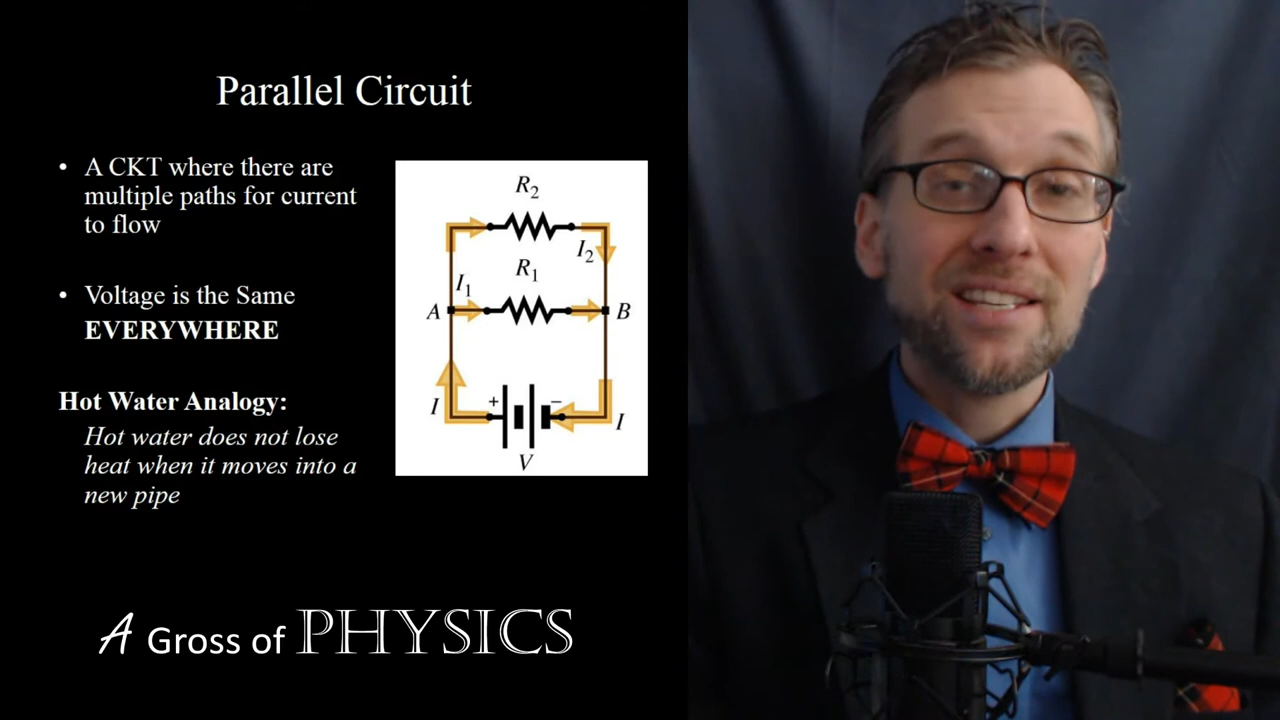 Parallel Circuit
• A CKT where there are
multiple paths for current
to flow
• Voltage is the Same
EVERYWHERE
Hot Water Analogy:
Hot water does not lose
heat when it moves into a
new pipe
R2
I2
R1
I1
A
B
I
+
−
I
V
A Gross of PHYSICS